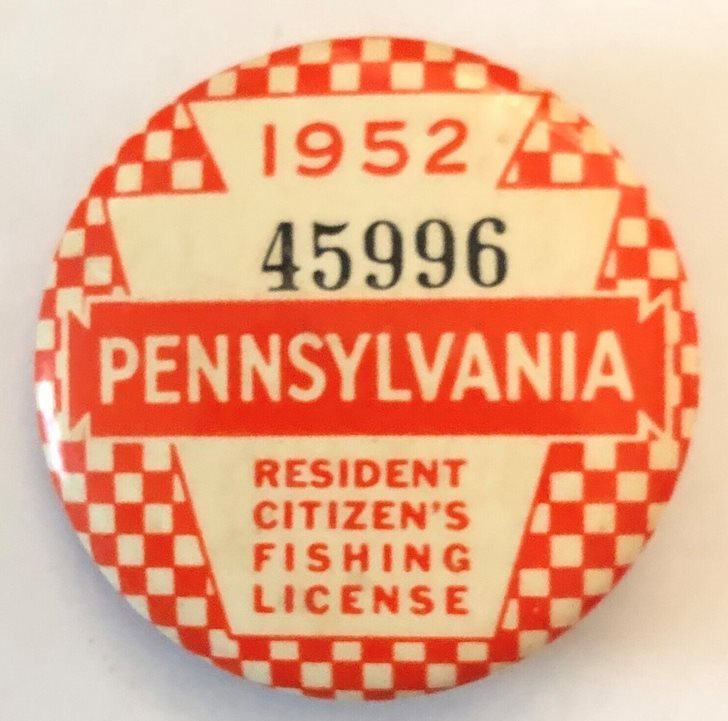 1952
45996
PENNSYLVANIA
RESIDENT
CITIZEN'S
FISHING
LICENSE